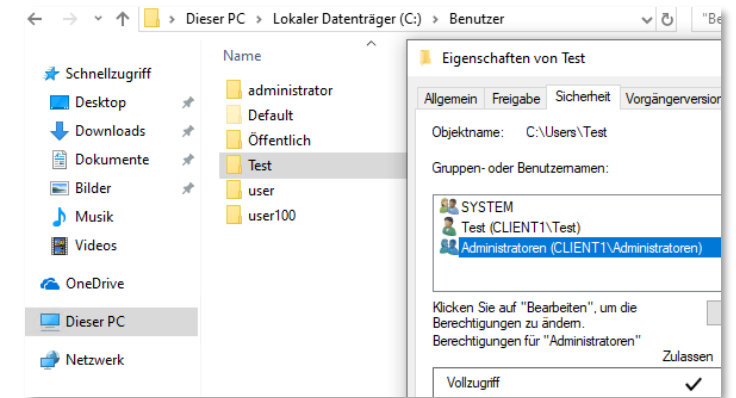 Dieser PC > Lokaler Datenträger (C:) > Benutzer
Name
Schnellzugriff
Desktop
Downloads
Dokumente
Bilder
Musik
Videos
OneDrive
Dieser PC
Netzwerk
administrator
Default
Öffentlich
Test
user
user100
Eigenschaften von Test
Allgemein Freigabe Sicherheit Vorgängerversion
Objektname: C:\Users\Test
Gruppen- oder Benutzernamen:
SYSTEM
Test (CLIENT1\Test)
Administratoren (CLIENT1\Administratoren)
Klicken Sie auf "Bearbeiten", um die
Berechtigungen zu ändern.
Berechtigungen für "Administratoren"
Zulassen
Vollzugriff